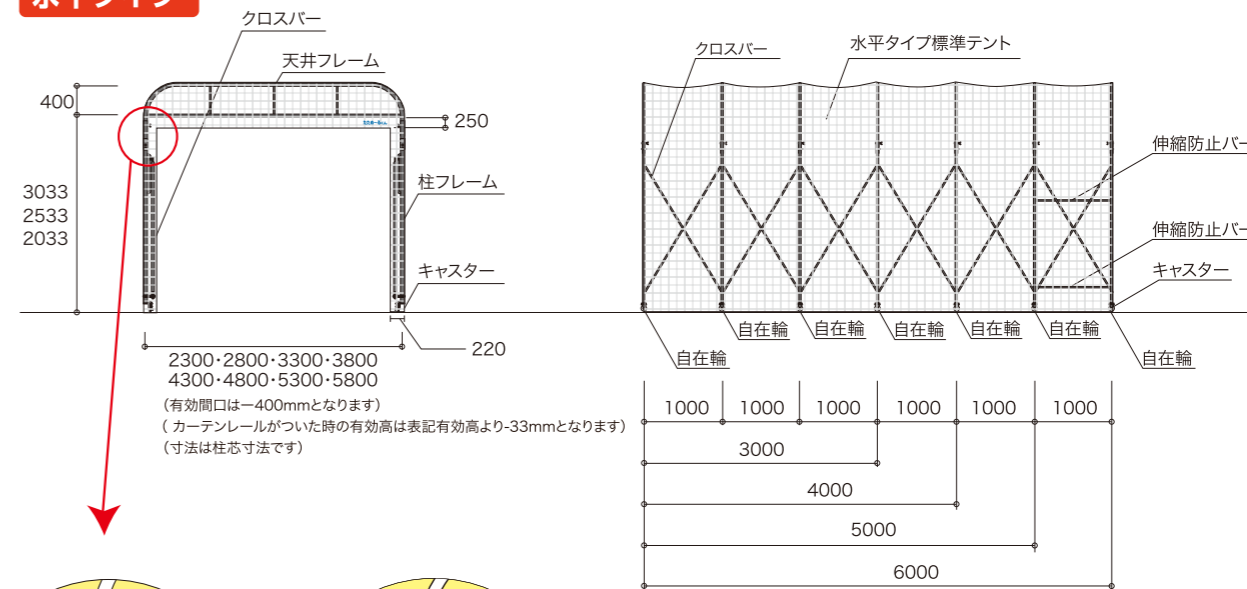 水平タイプ
クロスバー
天井フレーム
400
250
3033
2533
2033
柱フレーム
キャスター
220
2300・2800・3300・3800
4300・4800・5300・5800
(有効間口はー400mmとなります)
( カーテンレールがついた時の有効高は表記有効高より-33mmとなります)
(寸法は柱芯寸法です)
クロスバー
水平タイプ標準テント
伸縮防止バー
伸縮防止バー
キャスター
自在輪
自在輪
自在輪
自在輪
自在輪
自在輪
自在輪
1000
1000
1000
1000
1000
1000
3000
4000
5000
6000